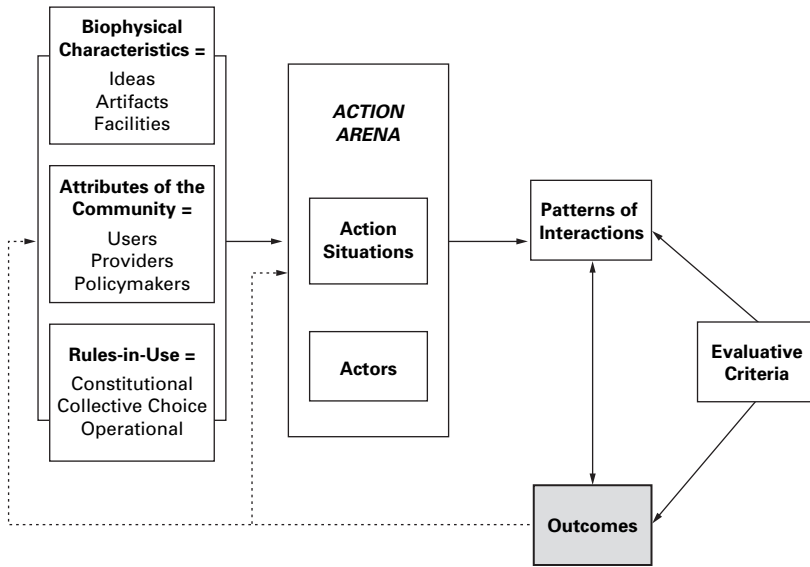 Biophysical
Characteristics =
Ideas
Artifacts
Facilities
Attributes of the
Community =
Users
Providers
Policymakers
Rules-in-Use =
Constitutional
Collective Choice
Operational
ACTION
ARENA
Action
Situations
Actors
Patterns of
Interactions
Evaluative
Criteria
Outcomes